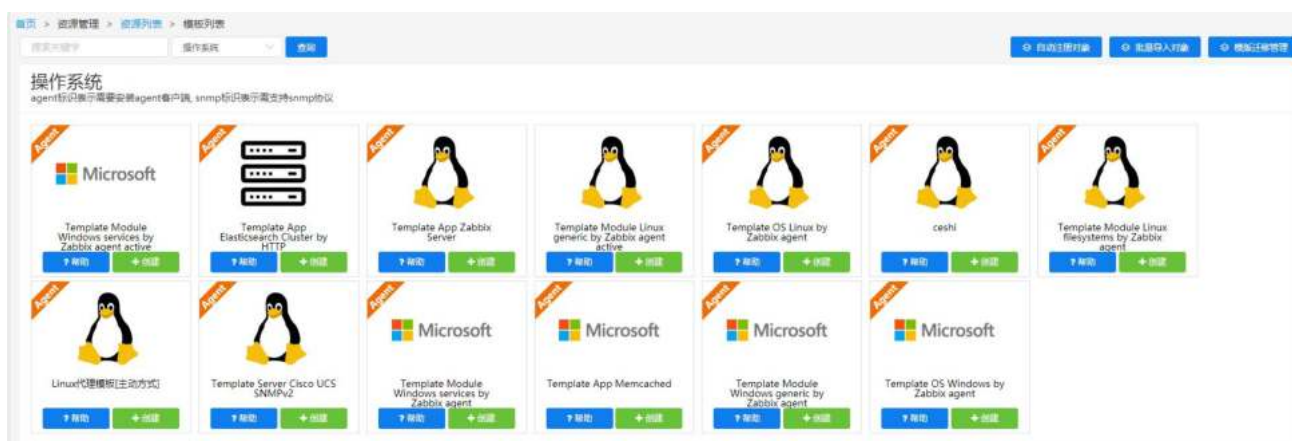 首页 > 资源管理 > 资源列表 > 模板列表
搜索关键字 操作系统 查询 自动注册对象 批量导入对象 模板迁移管理
操作系统
agent标识表示需要安装agent客户端, snmp标识表示需支持snmp协议
Agent Agent Agent Agent Agent Agent Agent
Microsoft
Template Module
Windows services by
Zabbix agent active
Template App
Elasticsearch Cluster by
HTTP
Template App Zabbix
Server
Template Module Linux
generic by Zabbix agent
active
Template OS Linux by
Zabbix agent
ceshi
Template Module Linux
filesystems by Zabbix
agent
? 帮助 + 创建 ? 帮助 + 创建 ? 帮助 + 创建 ? 帮助 + 创建 ? 帮助 + 创建 ? 帮助 + 创建 ? 帮助 + 创建
Agent Agent Agent Agent Agent Agent
Microsoft Microsoft Microsoft Microsoft
Linux代理模板[主动方式]
Template Server Cisco UCS
SNMPv2
Template Module
Windows services by
Zabbix agent
Template App Memcached
Template Module
Windows generic by
Zabbix agent
Template OS Windows by
Zabbix agent
? 帮助 + 创建 ? 帮助 + 创建 ? 帮助 + 创建 ? 帮助 + 创建 ? 帮助 + 创建 ? 帮助 + 创建